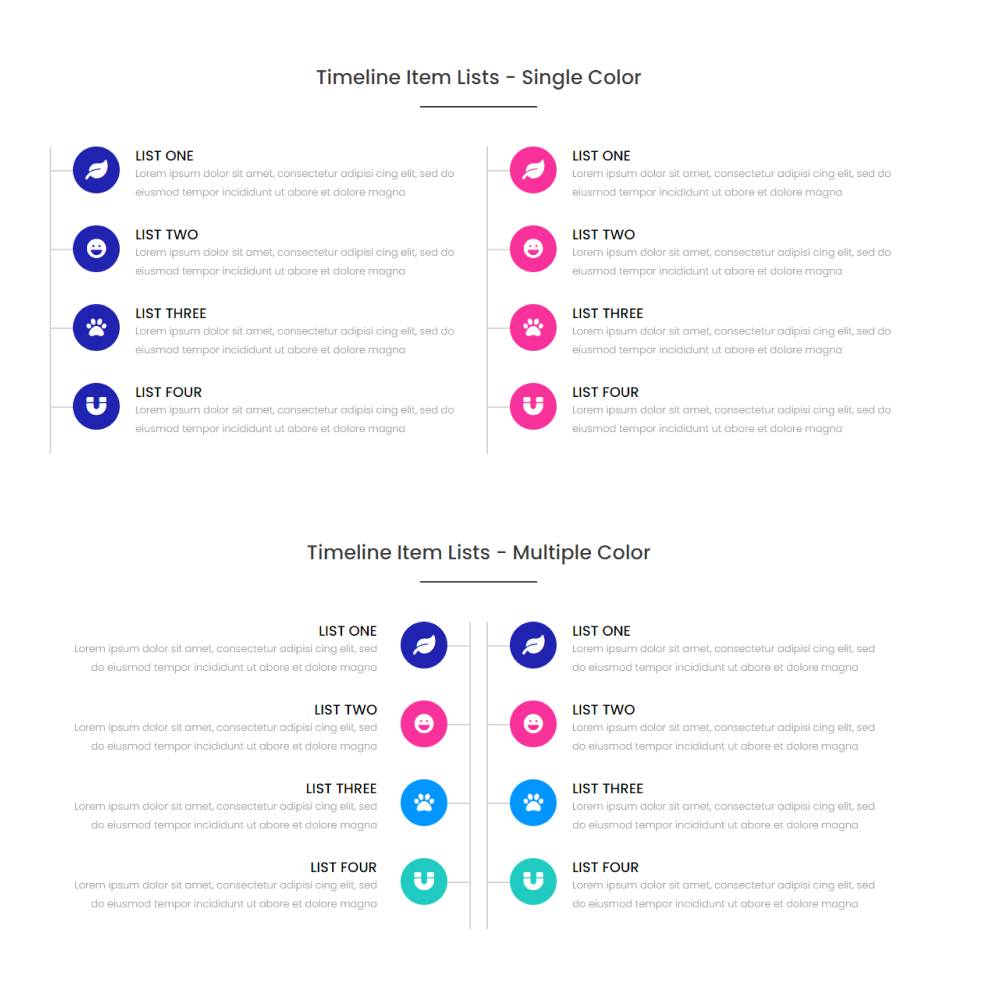 Timeline Item Lists - Single Color
LIST ONE
Lorem ipsum dolor sit amet, consectetur adipisi cing elit, sed do
eiusmod tempor incididunt ut abore et dolore magna
LIST TWO
Lorem ipsum dolor sit amet, consectetur adipisi cing elit, sed do
eiusmod tempor incididunt ut abore et dolore magna
LIST THREE
Lorem ipsum dolor sit amet, consectetur adipisi cing elit, sed do
eiusmod tempor incididunt ut abore et dolore magna
LIST FOUR
Lorem ipsum dolor sit amet, consectetur adipisi cing elit, sed do
eiusmod tempor incididunt ut abore et dolore magna
LIST ONE
Lorem ipsum dolor sit amet, consectetur adipisi cing elit, sed do
eiusmod tempor incididunt ut abore et dolore magna
LIST TWO
Lorem ipsum dolor sit amet, consectetur adipisi cing elit, sed do
eiusmod tempor incididunt ut abore et dolore magna
LIST THREE
Lorem ipsum dolor sit amet, consectetur adipisi cing elit, sed do
eiusmod tempor incididunt ut abore et dolore magna
LIST FOUR
Lorem ipsum dolor sit amet, consectetur adipisi cing elit, sed do
eiusmod tempor incididunt ut abore et dolore magna
Timeline Item Lists - Multiple Color
LIST ONE
Lorem ipsum dolor sit amet, consectetur adipisi cing elit, sed
do eiusmod tempor incididunt ut abore et dolore magna
LIST TWO
Lorem ipsum dolor sit amet, consectetur adipisi cing elit, sed
do eiusmod tempor incididunt ut abore et dolore magna
LIST THREE
Lorem ipsum dolor sit amet, consectetur adipisi cing elit, sed
do eiusmod tempor incididunt ut abore et dolore magna
LIST FOUR
Lorem ipsum dolor sit amet, consectetur adipisi cing elit, sed
do eiusmod tempor incididunt ut abore et dolore magna
LIST ONE
Lorem ipsum dolor sit amet, consectetur adipisi cing elit, sed
do eiusmod tempor incididunt ut abore et dolore magna
LIST TWO
Lorem ipsum dolor sit amet, consectetur adipisi cing elit, sed
do eiusmod tempor incididunt ut abore et dolore magna
LIST THREE
Lorem ipsum dolor sit amet, consectetur adipisi cing elit, sed
do eiusmod tempor incididunt ut abore et dolore magna
LIST FOUR
Lorem ipsum dolor sit amet, consectetur adipisi cing elit, sed
do eiusmod tempor incididunt ut abore et dolore magna